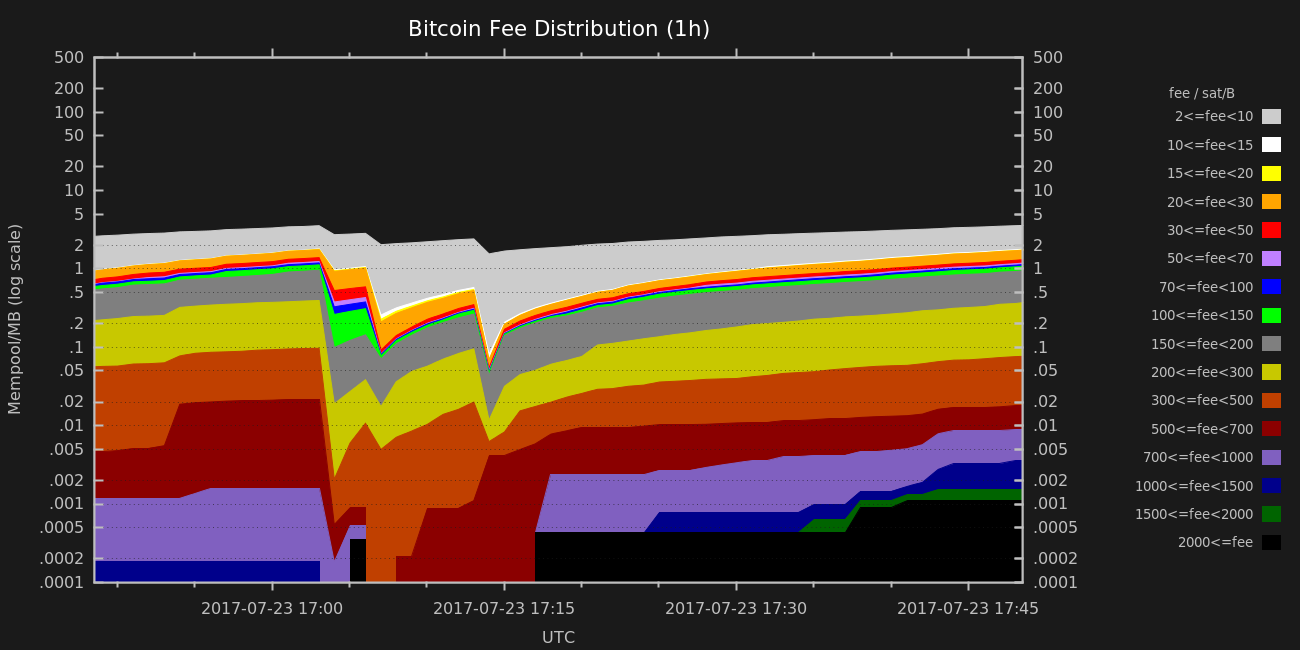 Bitcoin Fee Distribution (1h)
Mempool/MB (log scale)
500
200
100
50
20
10
5
2
1
.5
.2
.1
.05
.02
.01
.005
.002
.001
.0005
.0002
.0001
500
200
100
50
20
10
5
2
1
.5
.2
.1
.05
.02
.01
.005
.002
.001
.0005
.0002
.0001
2017-07-23 17:00
2017-07-23 17:15
2017-07-23 17:30
2017-07-23 17:45
UTC
fee / sat/B
2<=fee<10
10<=fee<15
15<=fee<20
20<=fee<30
30<=fee<50
50<=fee<70
70<=fee<100
100<=fee<150
150<=fee<200
200<=fee<300
300<=fee<500
500<=fee<700
700<=fee<1000
1000<=fee<1500
1500<=fee<2000
2000<=fee